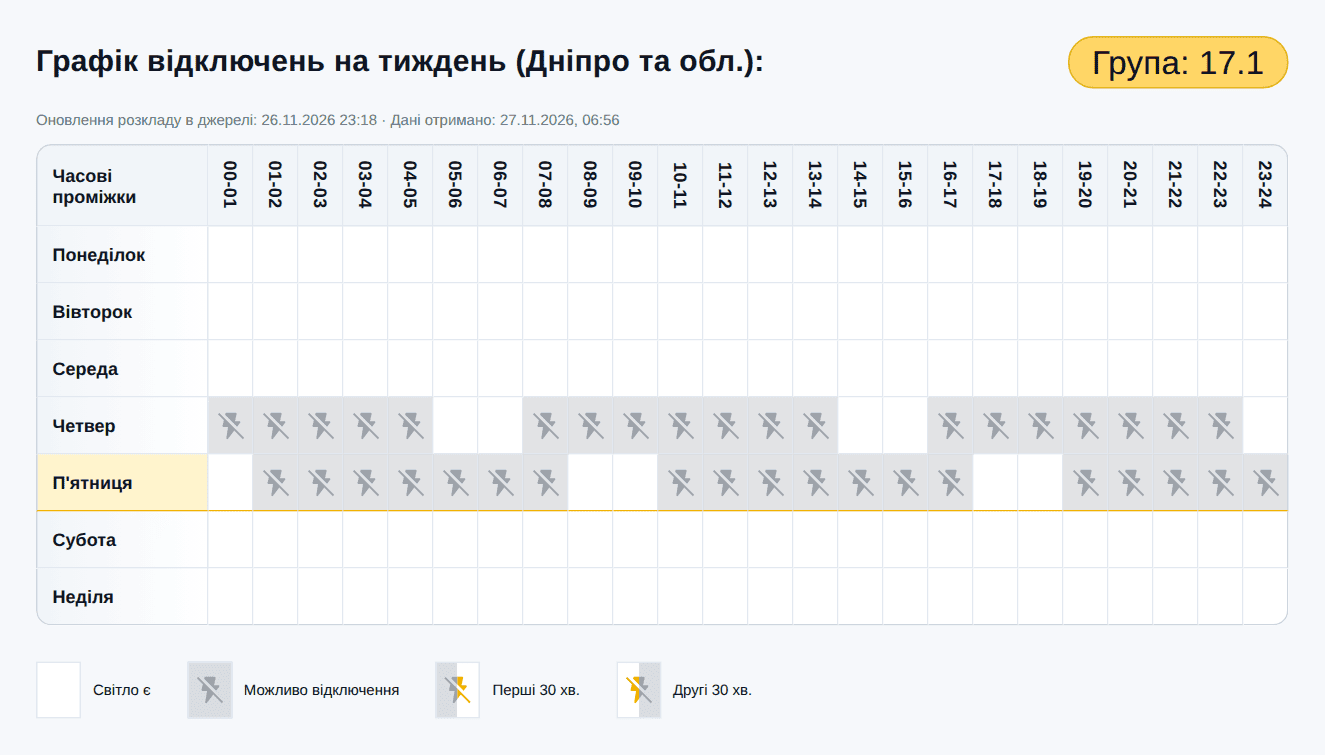 Графік відключень на тиждень (Дніпро та обл.):
Група: 17.1
Оновлення розкладу в джерелі: 26.11.2026 23:18 · Дані отримано: 27.11.2026, 06:56
Часові
проміжки
00-01
01-02
02-03
03-04
04-05
05-06
06-07
07-08
08-09
09-10
10-11
11-12
12-13
13-14
14-15
15-16
16-17
17-18
18-19
19-20
20-21
21-22
22-23
23-24
Понеділок
Вівторок
Середа
Четвер
П'ятниця
Субота
Неділя
Світло є
Можливо відключення
Перші 30 хв.
Другі 30 хв.